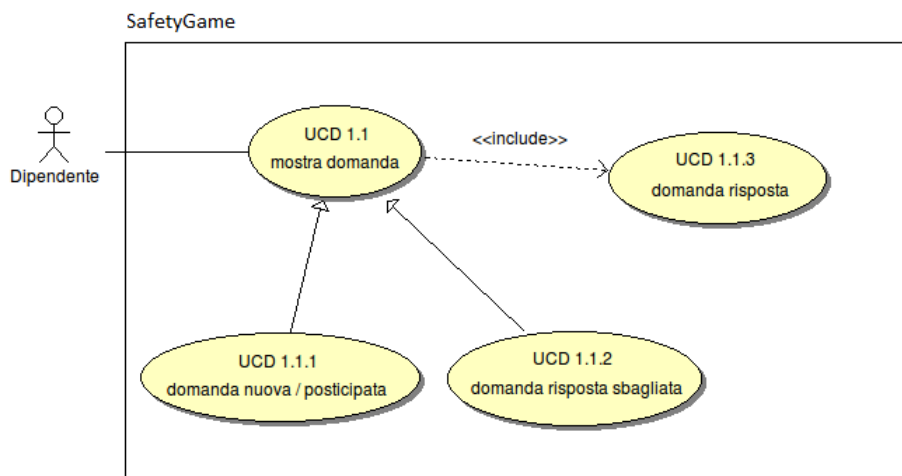 SafetyGame
Dipendente
UCD 1.1
mostra domanda
<<include>>
UCD 1.1.3
domanda risposta
UCD 1.1.1
domanda nuova / posticipata
UCD 1.1.2
domanda risposta sbagliata